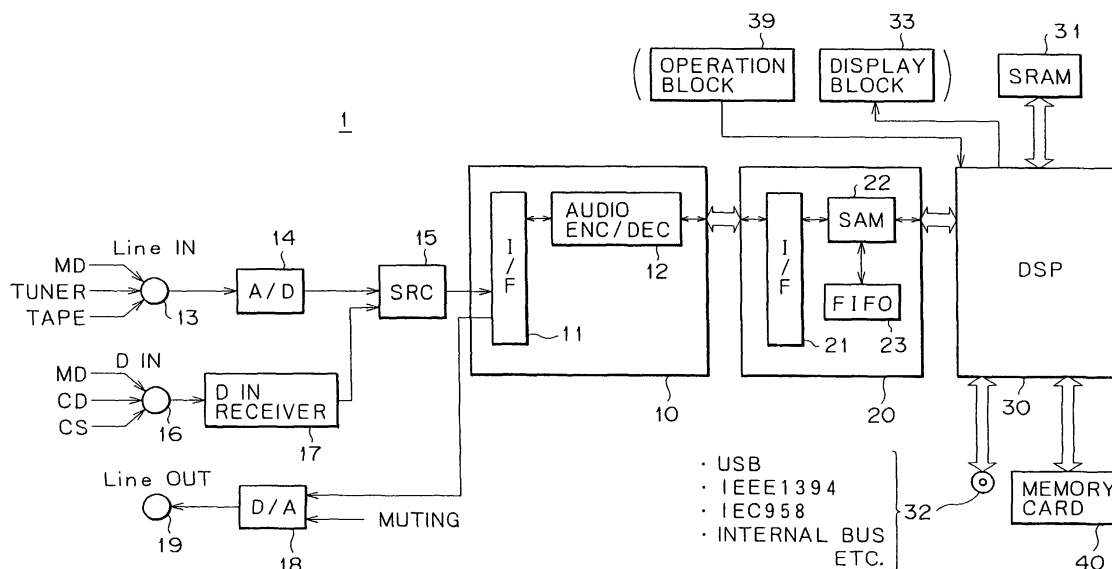 39
33
31
OPERATION
BLOCK
DISPLAY
BLOCK
SRAM
1
22
14
15
AUDIO
ENC/DEC
SAM
Line IN
12
I/F
I/F
DSP
MD
TUNER
TAPE
A/D
SRC
13
FIFO
11
21
23
D IN
MD
CD
CS
D IN
RECEIVER
16
17
10
20
30
Line OUT
D/A
MUTING
19
18
· USB
· IEEE1394
· IEC958
· INTERNAL BUS
ETC.
32
MEMORY
CARD
40